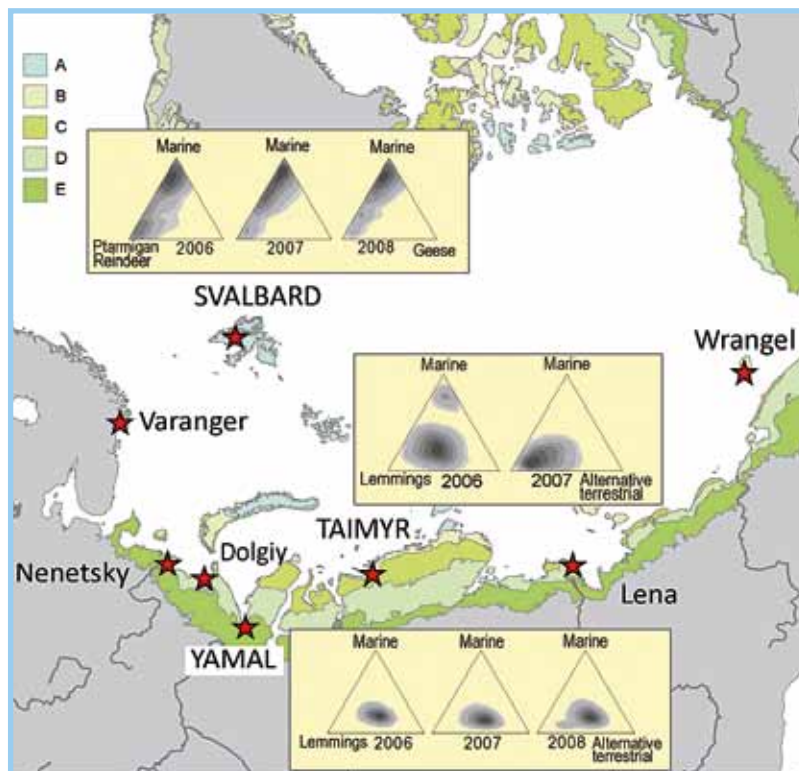 A
B
C
D
E
Marine
Marine
Marine
Ptarmigan
Reindeer
2006
2007
2008
Geese
SVALBARD
Wrangel
Varanger
Marine
Marine
Lemmings
2006
2007
Alternative
terrestrial
TAIMYR
Dolgiy
Nenetsky
Lena
YAMAL
Marine
Marine
Marine
Lemmings
2006
2007
2008
Alternative
terrestrial